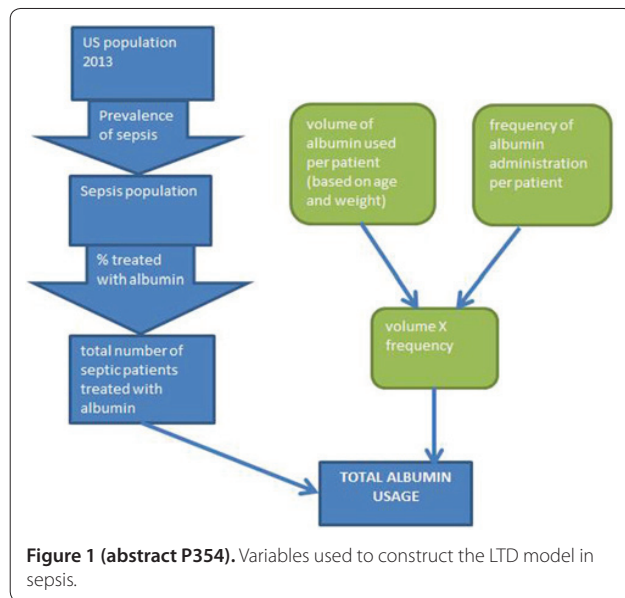 US population
2013
Prevalence
of sepsis
Sepsis population
% treated
with albumin
total number of
septic patients
treated with
albumin
volume of
albumin used
per patient
(based on age
and weight)
frequency of
albumin
administration
per patient
volume X
frequency
TOTAL ALBUMIN
USAGE
Figure 1 (abstract P354). Variables used to construct the LTD model in
sepsis.